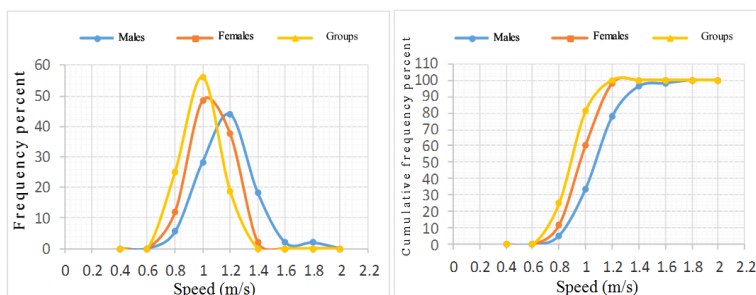 Males Females Groups
Frequency percent
60
50
40
30
20
10
0
0 0.2 0.4 0.6 0.8 1 1.2 1.4 1.6 1.8 2 2.2
Speed (m/s)
Males Females Groups
Cumulative frequency percent
110
100
90
80
70
60
50
40
30
20
10
0
0 0.2 0.4 0.6 0.8 1 1.2 1.4 1.6 1.8 2 2.2
Speed (m/s)